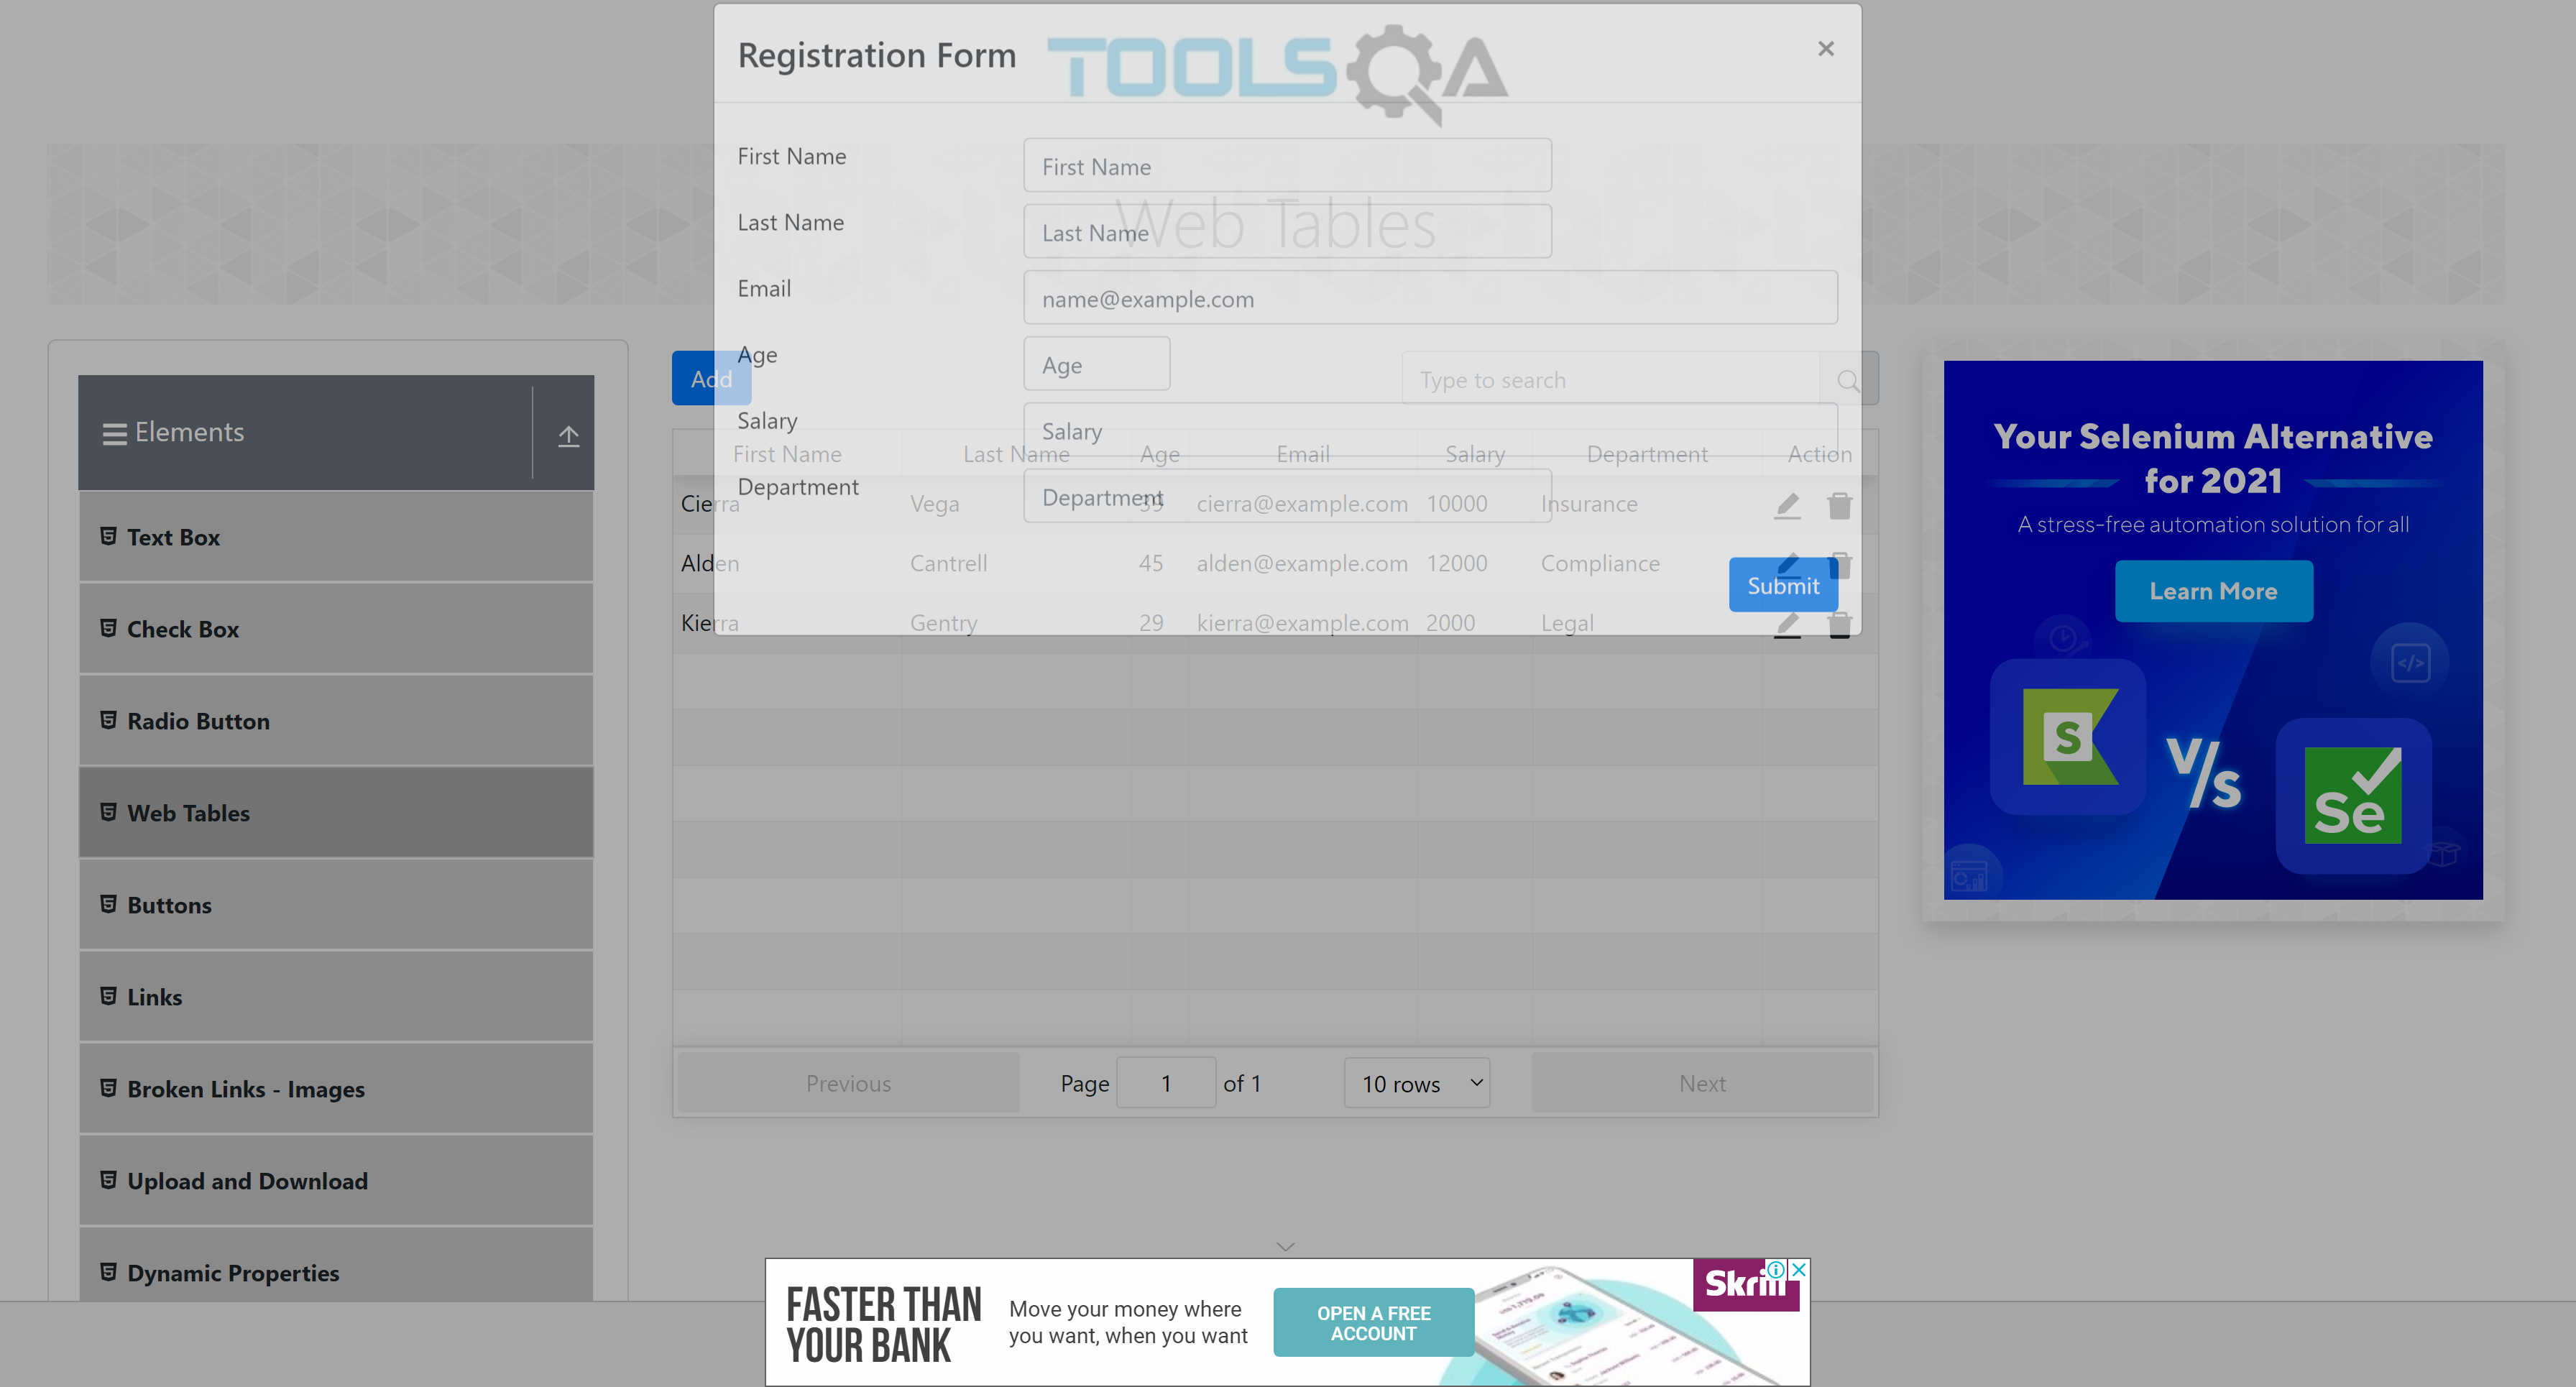 Registration Form
×
TOOLSQA
First Name
First Name
Web Tables
Last Name
Last Name
Email
name@example.com
Age
Age
Add
Type to search
Salary
Salary
First Name Last Name Age Email Salary Department Action
Department
Department
Cierra Vega 39 cierra@example.com 10000 Insurance
Alden Cantrell 45 alden@example.com 12000 Compliance
Submit
Kierra Gentry 29 kierra@example.com 2000 Legal
Previous
Page 1 of 1
10 rows
Next
Elements
Text Box
Check Box
Radio Button
Web Tables
Buttons
Links
Broken Links - Images
Upload and Download
Dynamic Properties
Your Selenium Alternative
for 2021
A stress-free automation solution for all
Learn More
</>
S
V/S
Se
FASTER THAN
YOUR BANK
Move your money where
you want, when you want
OPEN A FREE
ACCOUNT
Skrill